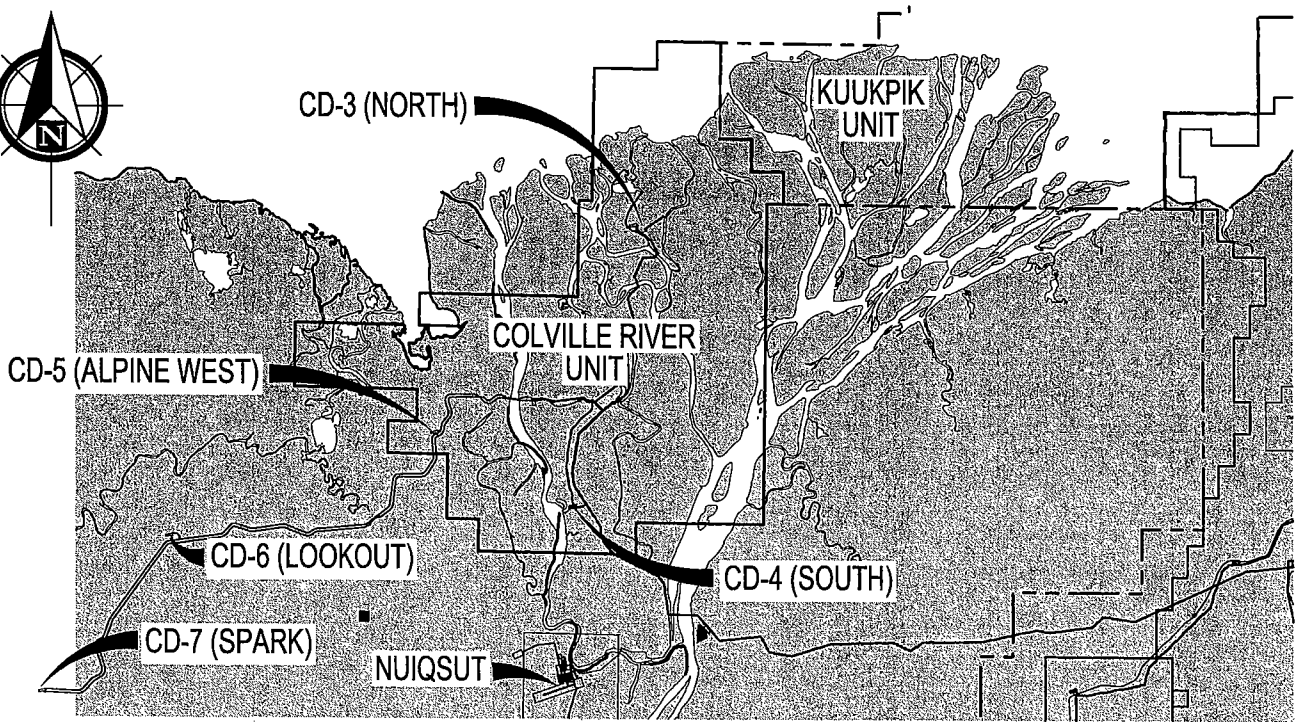 N
CD-3 (NORTH)
KUUKPIK
UNIT
COLVILLE RIVER
UNIT
CD-5 (ALPINE WEST)
CD-6 (LOOKOUT)
CD-4 (SOUTH)
CD-7 (SPARK)
NUIQSUT